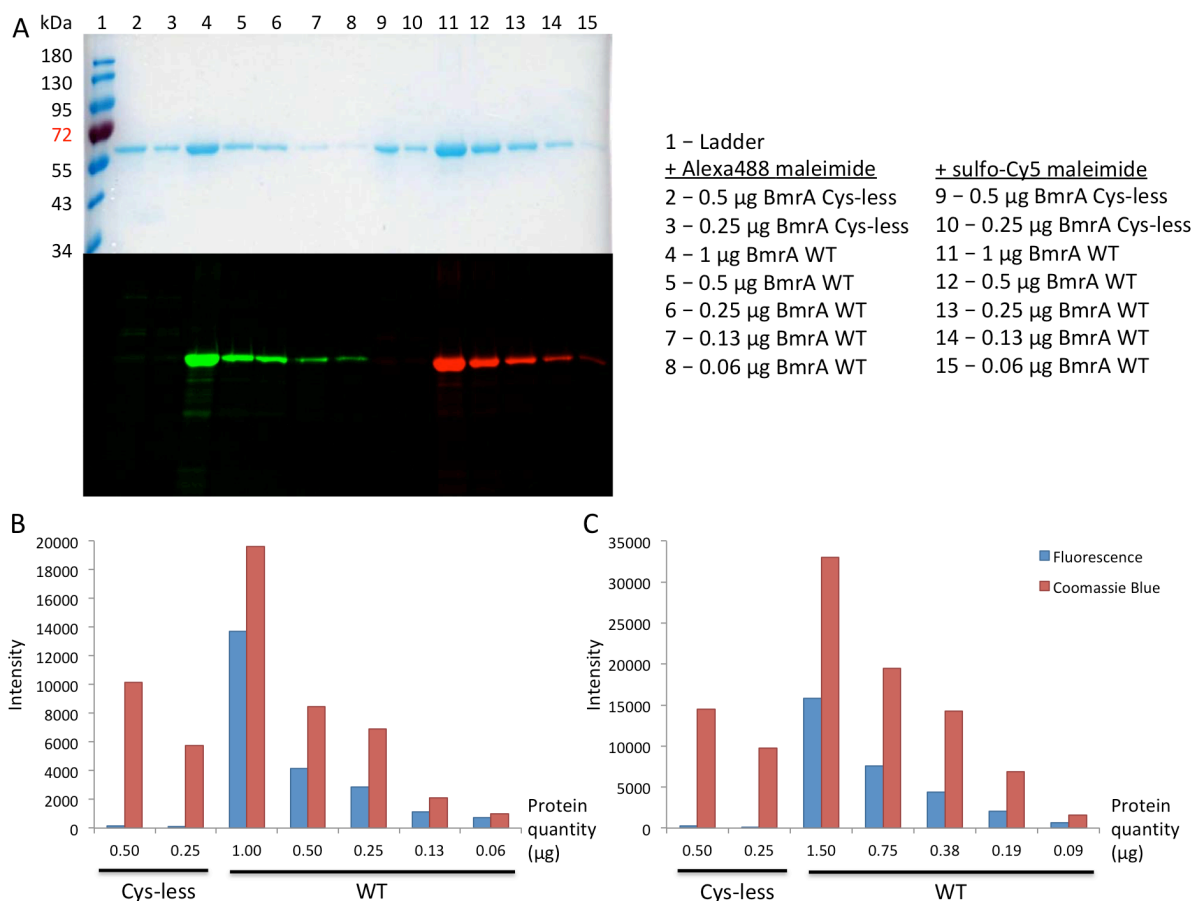 A
kDa 1 2 3 4 5 6 7 8 9 10 11 12 13 14 15
180
130
95
72
55
43
34
1 – Ladder
+ Alexa488 maleimide
2 – 0.5 µg BmrA Cys-less
3 – 0.25 µg BmrA Cys-less
4 – 1 µg BmrA WT
5 – 0.5 µg BmrA WT
6 – 0.25 µg BmrA WT
7 – 0.13 µg BmrA WT
8 – 0.06 µg BmrA WT
+ sulfo-Cy5 maleimide
9 – 0.5 µg BmrA Cys-less
10 – 0.25 µg BmrA Cys-less
11 – 1 µg BmrA WT
12 – 0.5 µg BmrA WT
13 – 0.25 µg BmrA WT
14 – 0.13 µg BmrA WT
15 – 0.06 µg BmrA WT
B
Intensity
20000
18000
16000
14000
12000
10000
8000
6000
4000
2000
0
0.50 0.25 1.00 0.50 0.25 0.13 0.06
Protein
quantity
(µg)
Cys-less WT
C
Intensity
35000
30000
25000
20000
15000
10000
5000
0
Fluorescence
Coomassie Blue
0.50 0.25 1.50 0.75 0.38 0.19 0.09
Protein
quantity
(µg)
Cys-less WT